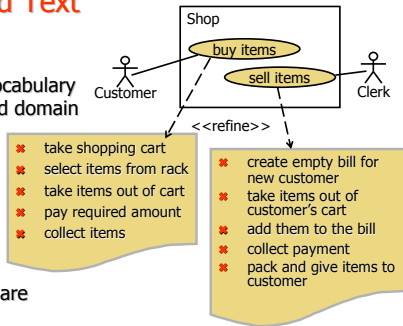 d Text
Shop
buy items
sell items
ocabulary
d domain
Customer
Clerk
<<refine>>
take shopping cart
select items from rack
take items out of cart
pay required amount
collect items
create empty bill for
new customer
take items out of
customer's cart
add them to the bill
collect payment
pack and give items to
customer
are